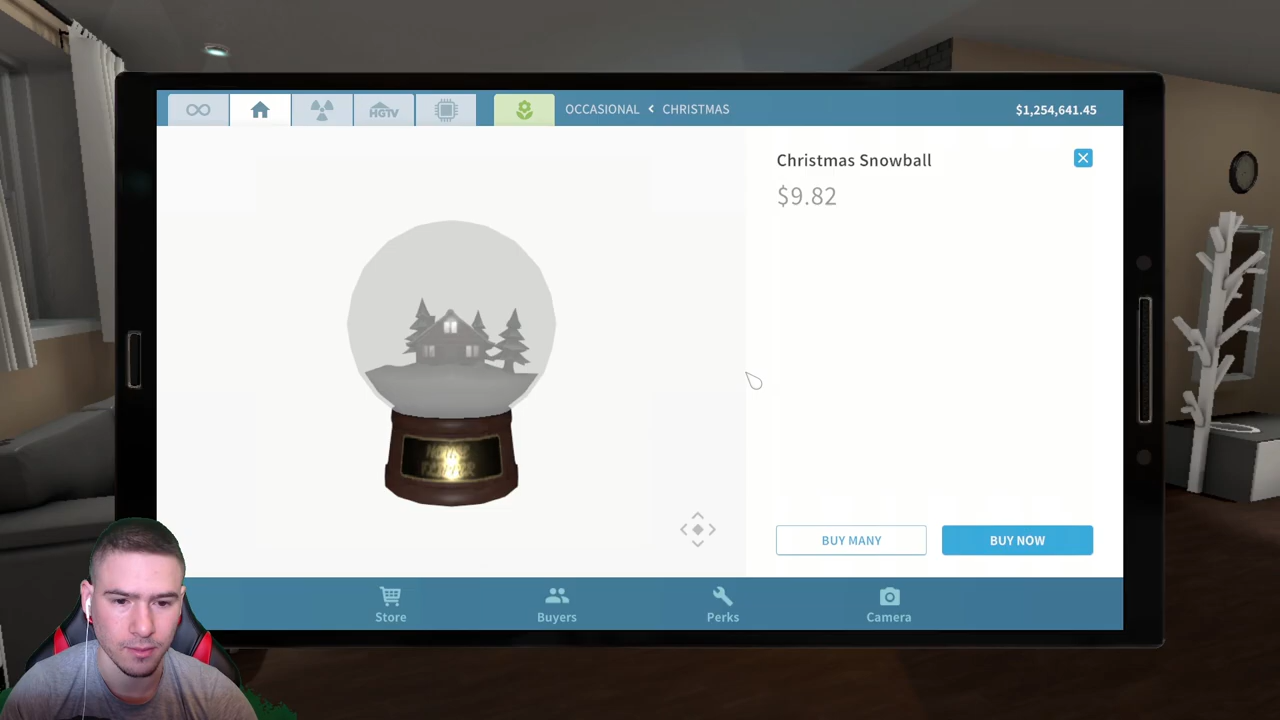 HGTV
OCCASIONAL < CHRISTMAS
$1,254,641.45
Christmas Snowball
$9.82
BUY MANY
BUY NOW
Store
Buyers
Perks
Camera